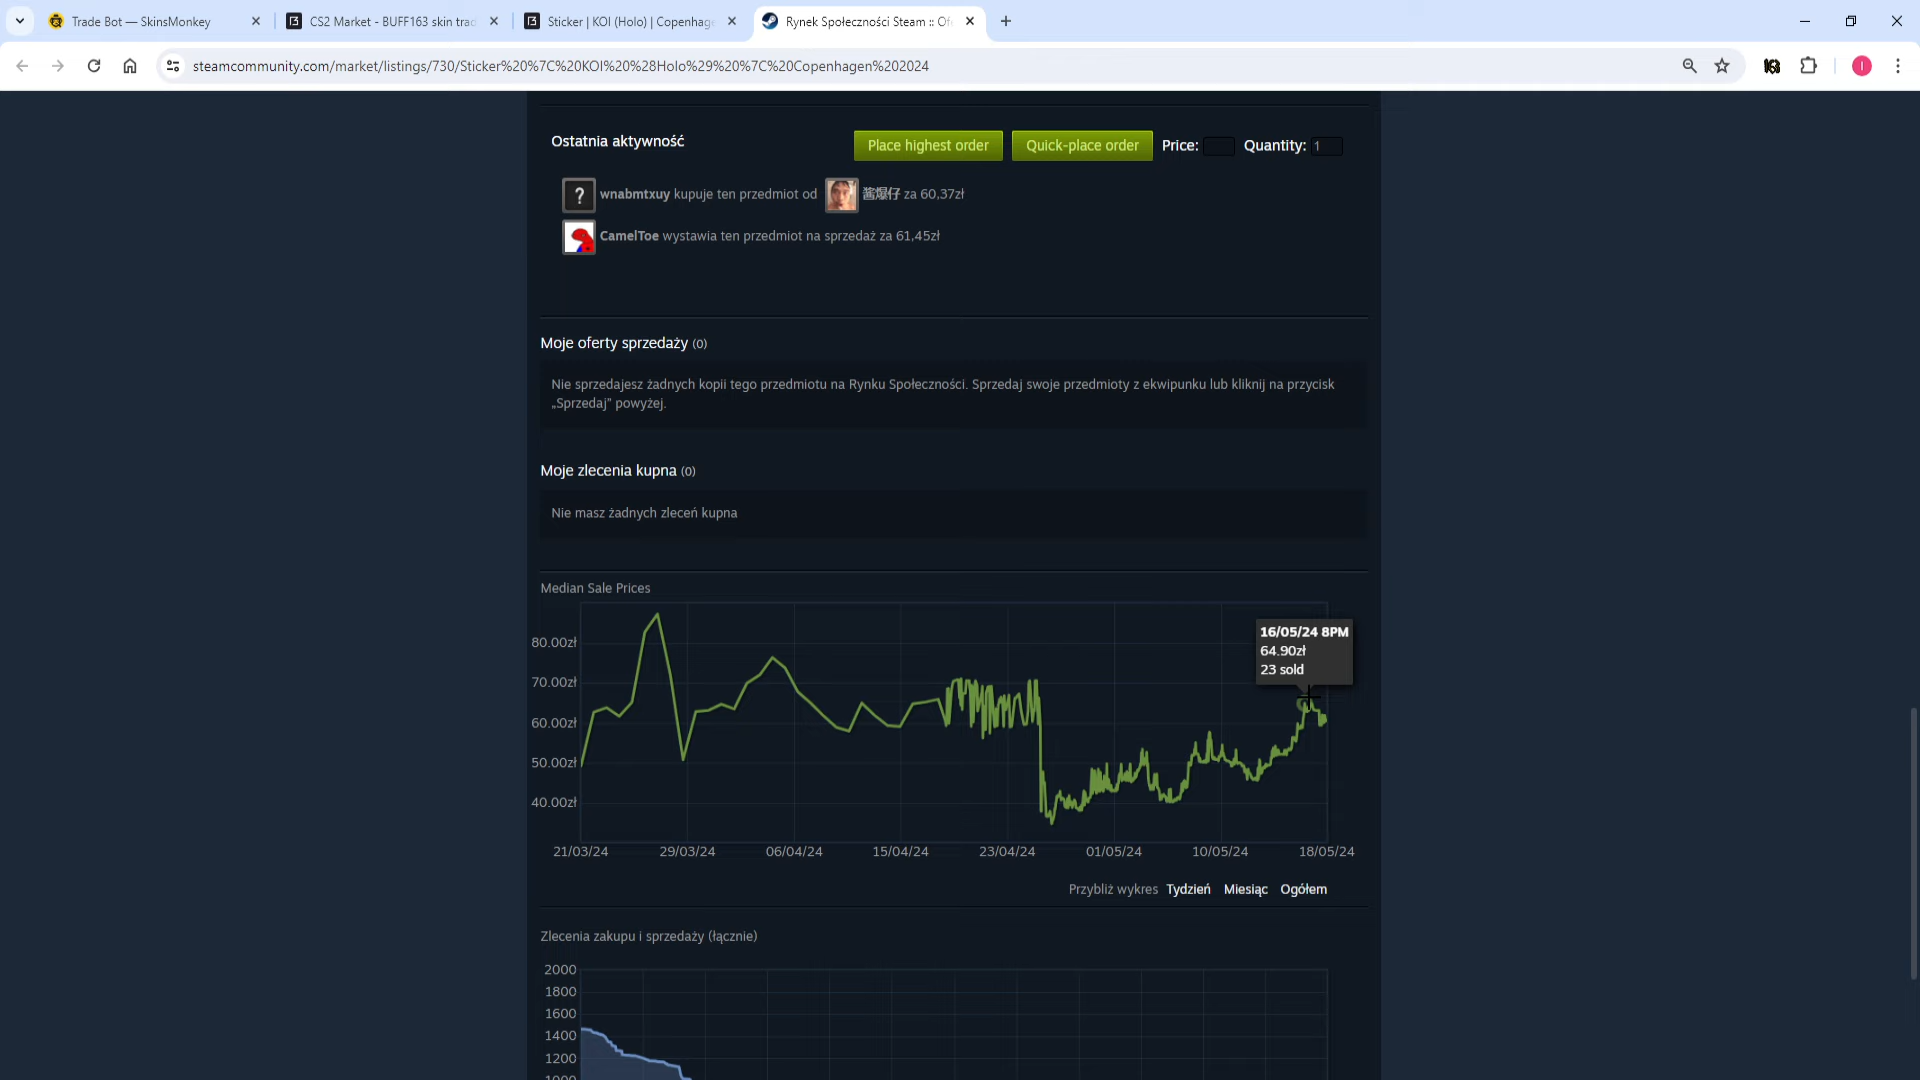 Trade Bot — SkinsMonkey
CS2 Market - BUFF163 skin trad
Sticker | KOI (Holo) | Copenhage
Rynek Społeczności Steam :: Of
steamcommunity.com/market/listings/730/Sticker%20%7C%20KOI%20%28Holo%29%20%7C%20Copenhagen%202024
163
I
Ostatnia aktywność
Place highest order
Quick-place order
Price:
Quantity: 1
?
wnabmtxuy kupuje ten przedmiot od 酱爆仔 za 60,37zł
CamelToe wystawia ten przedmiot na sprzedaż za 61,45zł
Moje oferty sprzedaży (0)
Nie sprzedajesz żadnych kopii tego przedmiotu na Rynku Społeczności. Sprzedaj swoje przedmioty z ekwipunku lub kliknij na przycisk
„Sprzedaj” powyżej.
Moje zlecenia kupna (0)
Nie masz żadnych zleceń kupna
Median Sale Prices
16/05/24 8PM
64.90zł
23 sold
80.00zł
70.00zł
60.00zł
50.00zł
40.00zł
21/03/24 29/03/24 06/04/24 15/04/24 23/04/24 01/05/24 10/05/24 18/05/24
Przybliż wykres Tydzień Miesiąc Ogółem
Zlecenia zakupu i sprzedaży (łącznie)
2000
1800
1600
1400
1200
1000